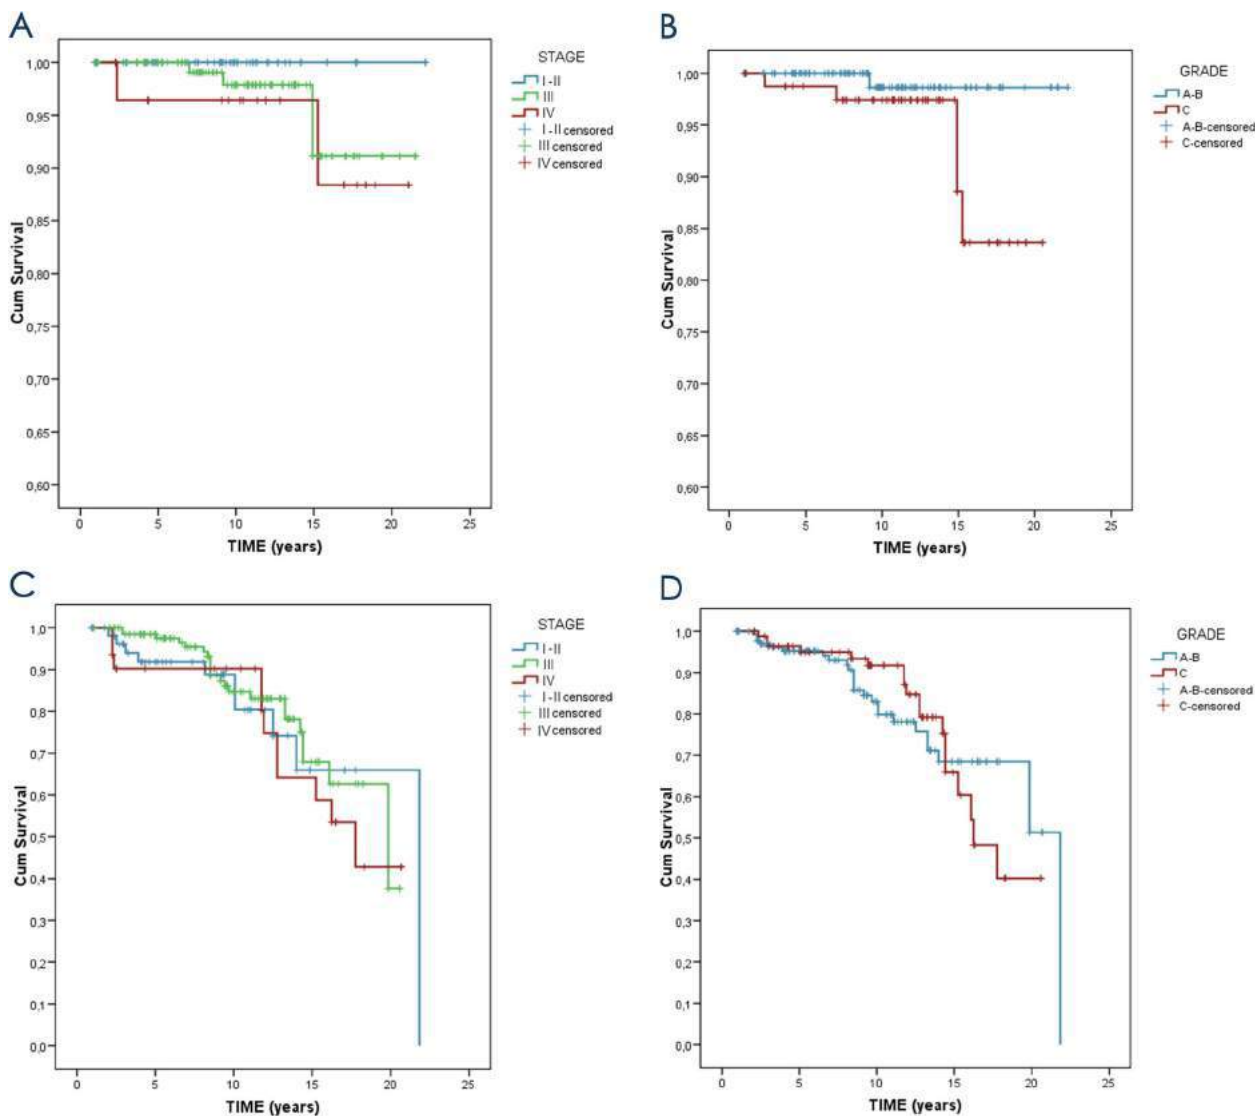 A
STAGE
I-II
III
IV
I-II censored
III censored
IV censored
1,00
0,95
0,90
0,85
0,80
0,75
0,70
0,65
0,60
Cum Survival
0 5 10 15 20 25
TIME (years)
B
GRADE
A-B
C
A-B-censored
C-censored
1,00
0,95
0,90
0,85
0,80
0,75
0,70
0,65
0,60
Cum Survival
0 5 10 15 20 25
TIME (years)
C
STAGE
I-II
III
IV
I-II censored
III censored
IV censored
1,0
0,9
0,8
0,7
0,6
0,5
0,4
0,3
0,2
0,1
0,0
Cum Survival
0 5 10 15 20 25
TIME (years)
D
GRADE
A-B
C
A-B-censored
C-censored
1,0
0,9
0,8
0,7
0,6
0,5
0,4
0,3
0,2
0,1
0,0
Cum Survival
0 5 10 15 20 25
TIME (years)